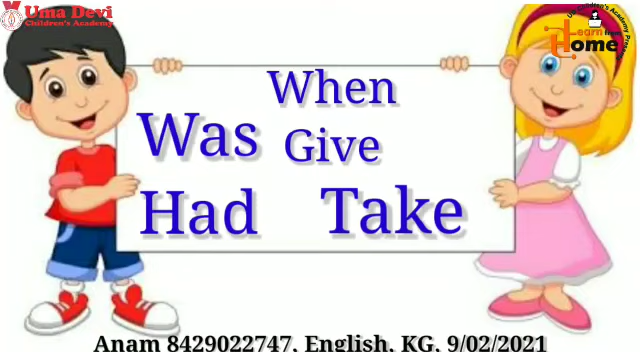 Uma Devi
Children's Academy
Learn from
Home
When
Was
Give
Had
Take
Anam 8429022747, English, KG, 9/02/2021